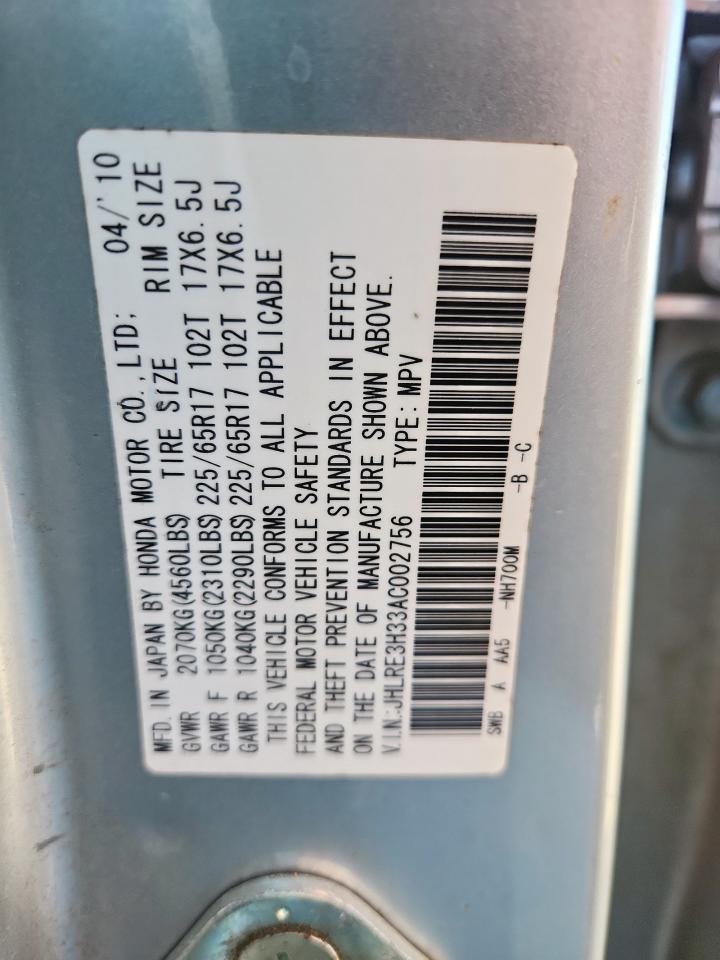 MFD. IN JAPAN BY HONDA MOTOR CO., LTD; 04/'10
GVWR 2070KG(4560LBS) TIRE SIZE RIM SIZE
GAWR F 1050KG(2310LBS) 225/65R17 102T 17X6.5J
GAWR R 1040KG(2290LBS) 225/65R17 102T 17X6.5J
THIS VEHICLE CONFORMS TO ALL APPLICABLE
FEDERAL MOTOR VEHICLE SAFETY
AND THEFT PREVENTION STANDARDS IN EFFECT
ON THE DATE OF MANUFACTURE SHOWN ABOVE.
V.I.N.:JHLRE3H33AC002756 TYPE: MPV
SWB A AA5 -NH700M -B -C